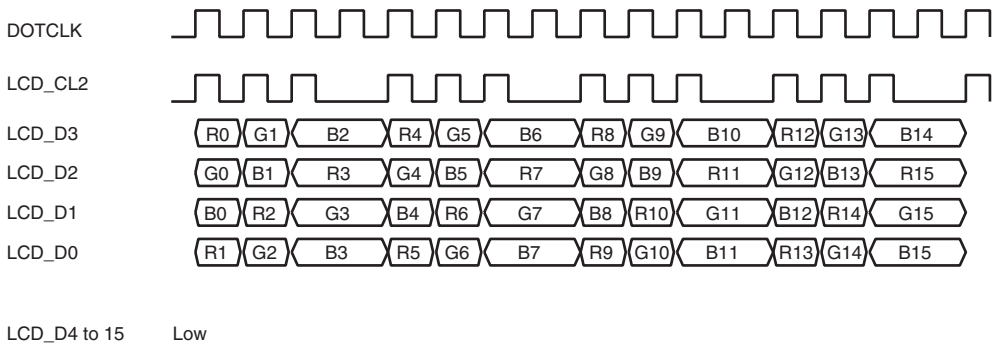 DOTCLK
LCD_CL2
LCD_D3 R0 G1 B2 R4 G5 B6 R8 G9 B10 R12 G13 B14
LCD_D2 G0 B1 R3 G4 B5 R7 G8 B9 R11 G12 B13 R15
LCD_D1 B0 R2 G3 B4 R6 G7 B8 R10 G11 B12 R14 G15
LCD_D0 R1 G2 B3 R5 G6 B7 R9 G10 B11 R13 G14 B15
LCD_D4 to 15 Low